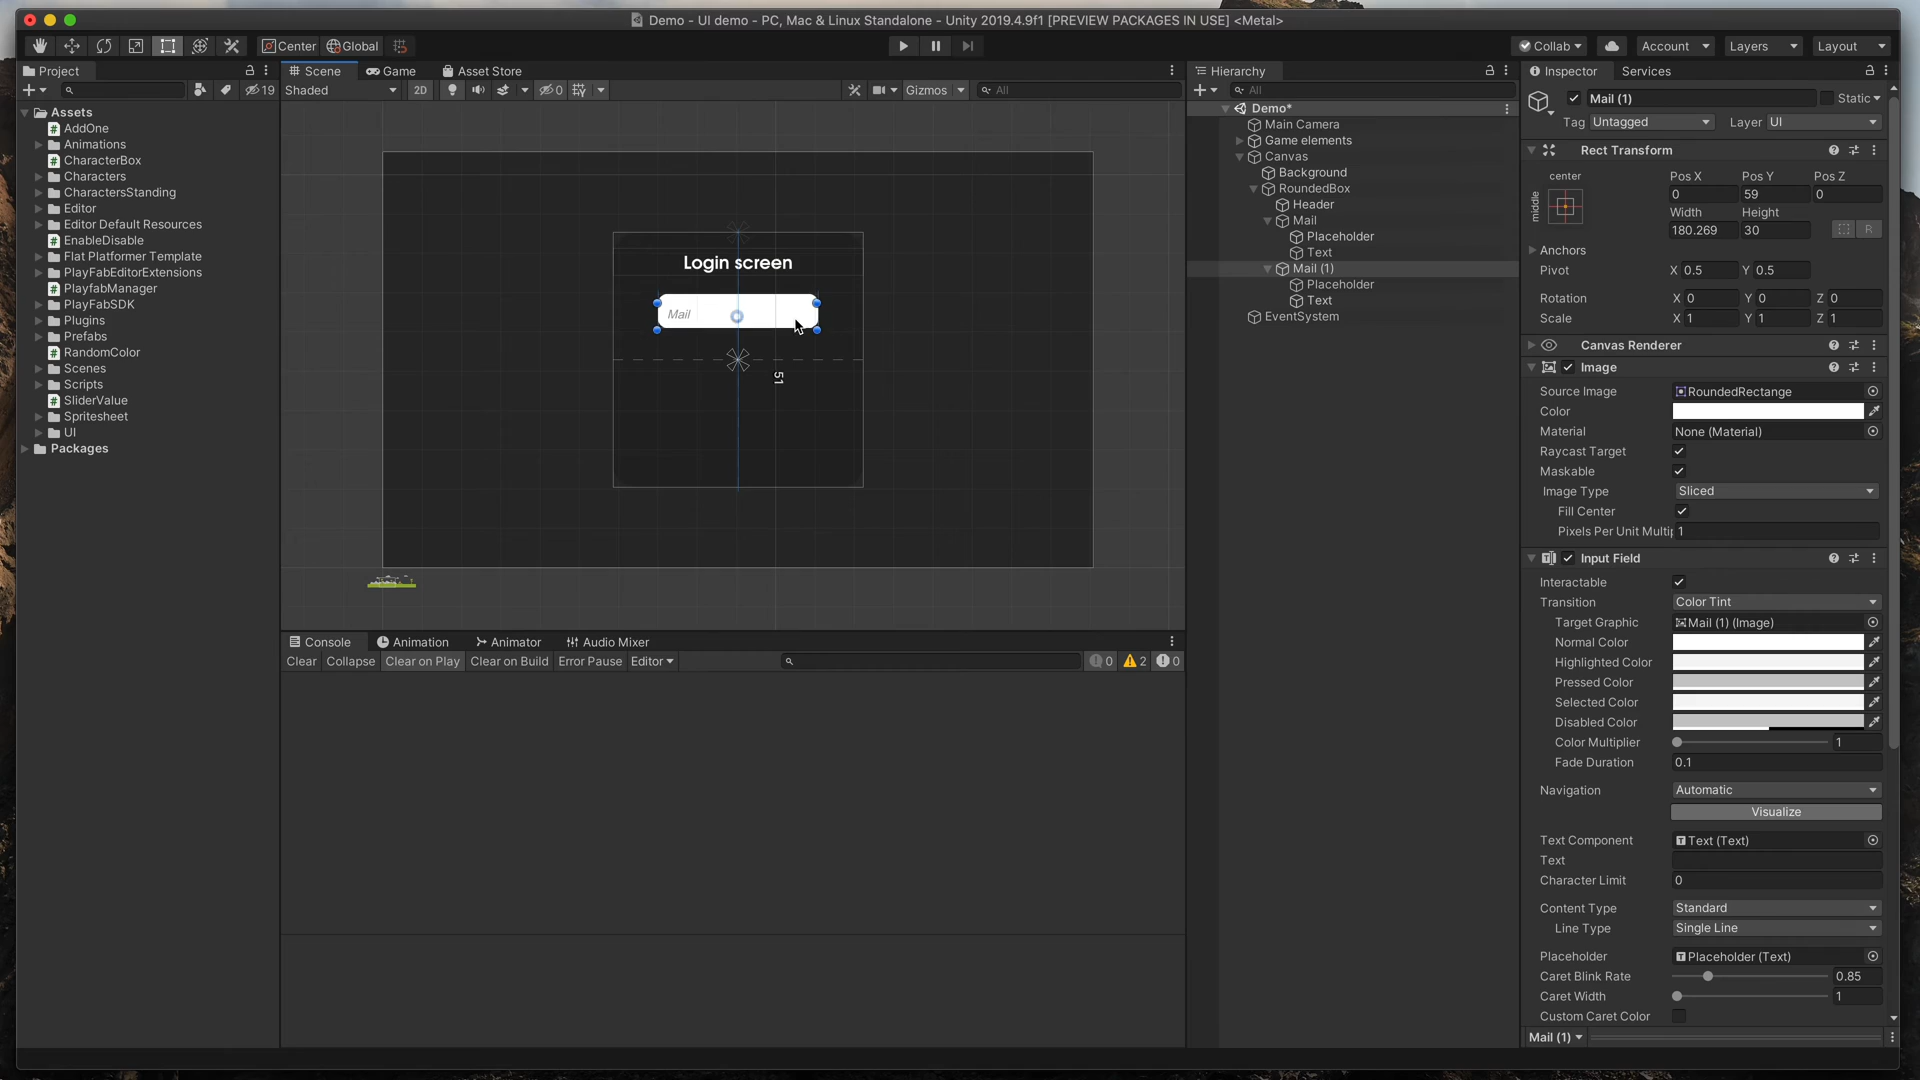 Demo - UI demo - PC, Mac & Linux Standalone - Unity 2019.4.9f1 [PREVIEW PACKAGES IN USE] <Metal>
Center Global
Collab Account Layers Layout
Project
19
Assets
AddOne
Animations
CharacterBox
Characters
CharactersStanding
Editor
Editor Default Resources
EnableDisable
Flat Platformer Template
PlayFabEditorExtensions
PlayfabManager
PlayFabSDK
Plugins
Prefabs
RandomColor
Scenes
Scripts
SliderValue
Spritesheet
UI
Packages
Scene Game Asset Store
Shaded 2D 0 Gizmos All
Login screen
Mail
51
Console Animation Animator Audio Mixer
Clear Collapse Clear on Play Clear on Build Error Pause Editor 0 2 0
Hierarchy
All
Demo*
Main Camera
Game elements
Canvas
Background
RoundedBox
Header
Mail
Placeholder
Text
Mail (1)
Placeholder
Text
EventSystem
Inspector Services
Mail (1) Static
Tag Untagged Layer UI
Rect Transform
center Pos X Pos Y Pos Z
middle 0 59 0
Width Height
180.269 30 R
Anchors
Pivot X 0.5 Y 0.5
Rotation X 0 Y 0 Z 0
Scale X 1 Y 1 Z 1
Canvas Renderer
Image
Source Image RoundedRectange
Color
Material None (Material)
Raycast Target
Maskable
Image Type Sliced
Fill Center
Pixels Per Unit Multip 1
Input Field
Interactable
Transition Color Tint
Target Graphic Mail (1) (Image)
Normal Color
Highlighted Color
Pressed Color
Selected Color
Disabled Color
Color Multiplier 1
Fade Duration 0.1
Navigation Automatic
Visualize
Text Component Text (Text)
Text
Character Limit 0
Content Type Standard
Line Type Single Line
Placeholder Placeholder (Text)
Caret Blink Rate 0.85
Caret Width 1
Custom Caret Color
Mail (1)